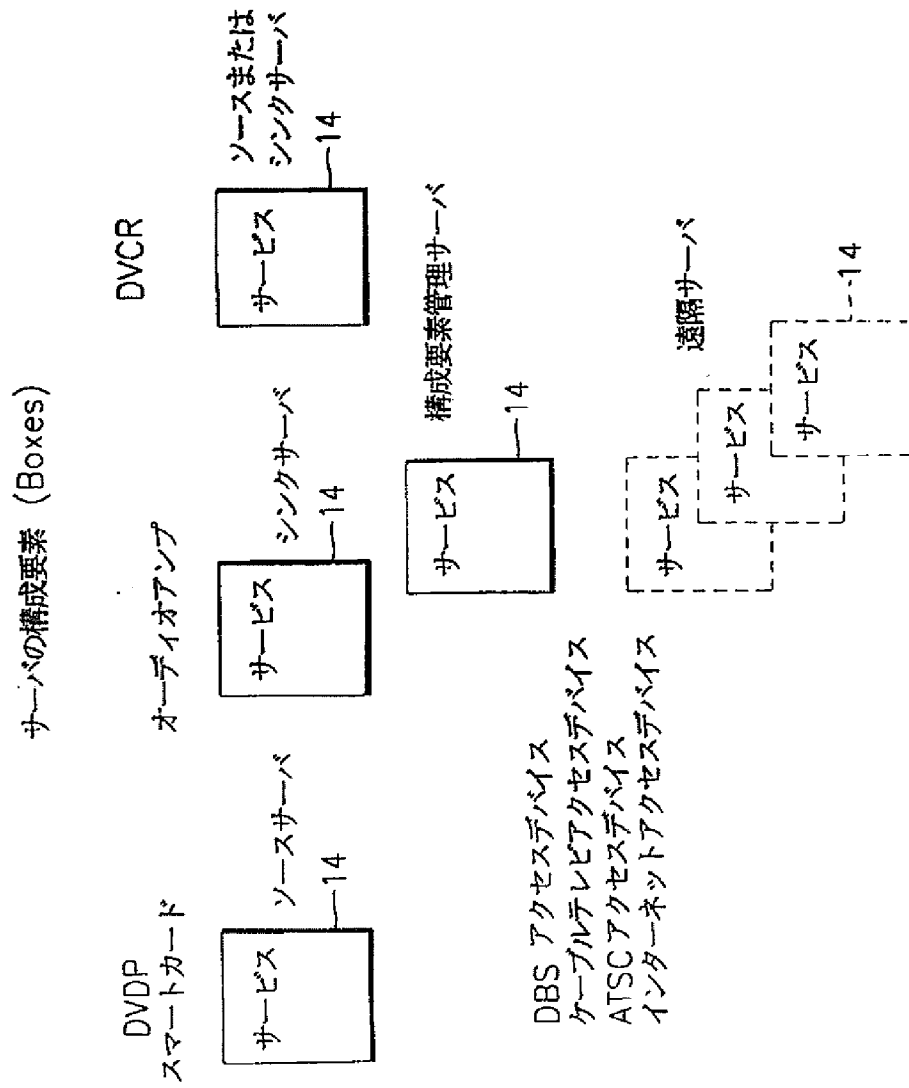 サーバの構成要素 (Boxes)
DVDP
スマートカード
ソースサーバ
サービス
14
オーディオアンプ
シンクサーバ
サービス
14
DVCR
ソースまたは
シンクサーバ
サービス
14
構成要素管理サーバ
サービス
14
DBS アクセスデバイス
ケーブルテレビアクセスデバイス
ATSC アクセスデバイス
インターネットアクセスデバイス
遠隔サーバ
サービス
サービス
サービス
14